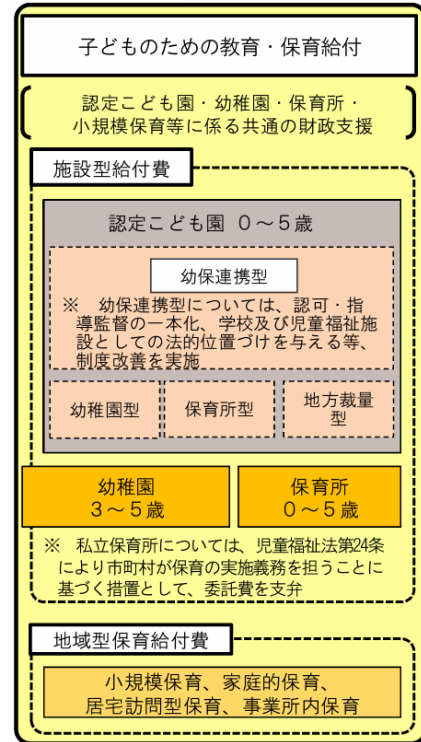 子どものための教育・保育給付
認定こども園・幼稚園・保育所・
小規模保育等に係る共通の財政支援
施設型給付費
認定こども園 0~5歳
幼保連携型
※ 幼保連携型については、認可・指
導監督の一本化、学校及び児童福祉施
設としての法的位置づけを与える等、
制度改善を実施
幼稚園型
保育所型
地方裁量
型
幼稚園
3~5歳
保育所
0~5歳
※ 私立保育所については、児童福祉法第24条
により市町村が保育の実施義務を担うことに
基づく措置として、委託費を支弁
地域型保育給付費
小規模保育、家庭的保育、
居宅訪問型保育、事業所内保育